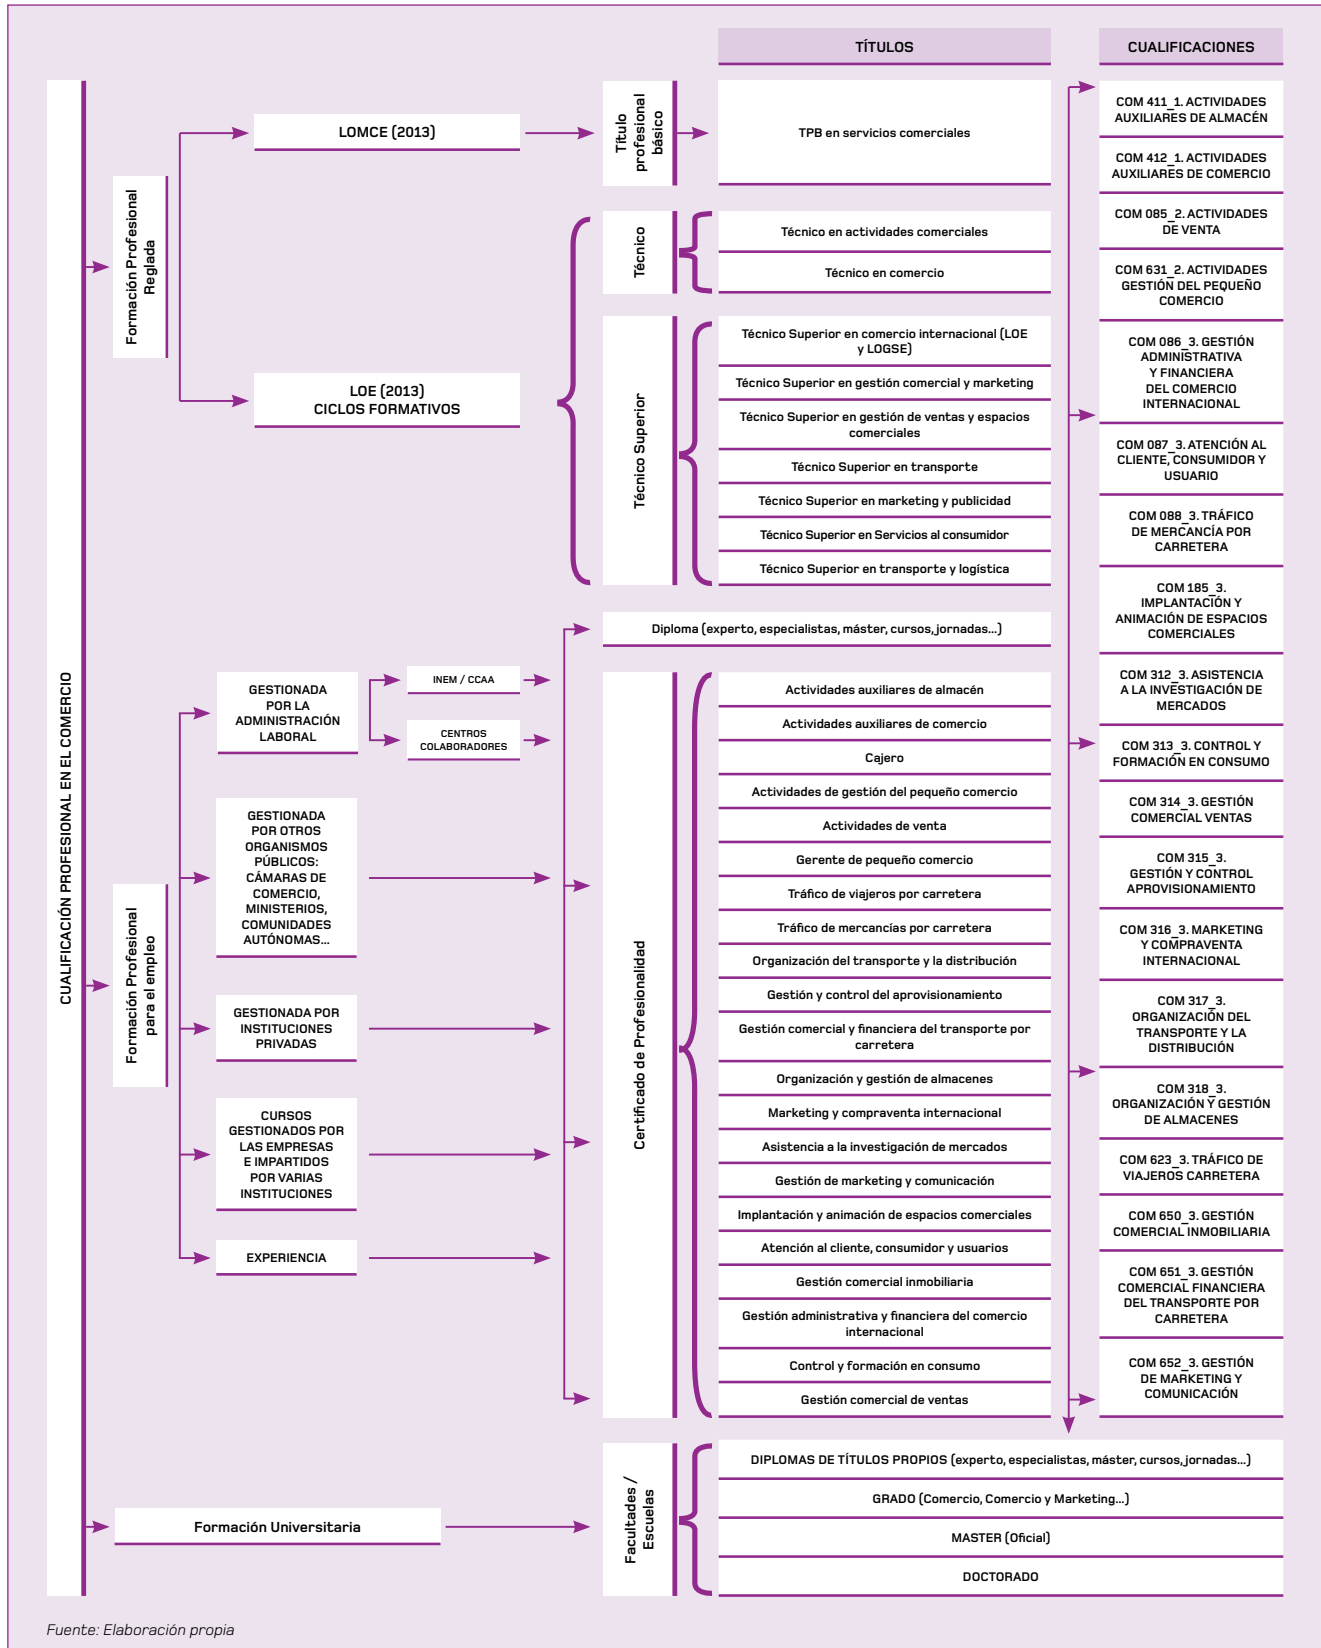 TÍTULOS
CUALIFICACIONES
CUALIFICACIÓN PROFESIONAL EN EL COMERCIO
Formación Profesional
Reglada
LOMCE (2013)
Título
profesional
básico
TPB en servicios comerciales
LOE (2013)
CICLOS FORMATIVOS
Técnico
Técnico en actividades comerciales
Técnico en comercio
Técnico Superior
Técnico Superior en comercio internacional (LOE
y LOGSE)
Técnico Superior en gestión comercial y marketing
Técnico Superior en gestión de ventas y espacios
comerciales
Técnico Superior en transporte
Técnico Superior en marketing y publicidad
Técnico Superior en Servicios al consumidor
Técnico Superior en transporte y logística
Formación Profesional
para el empleo
GESTIONADA
POR LA
ADMINISTRACIÓN
LABORAL
INEM / CCAA
CENTROS
COLABORADORES
GESTIONADA
POR OTROS
ORGANISMOS
PÚBLICOS:
CÁMARAS DE
COMERCIO,
MINISTERIOS,
COMUNIDADES
AUTÓNOMAS...
GESTIONADA POR
INSTITUCIONES
PRIVADAS
CURSOS
GESTIONADOS POR
LAS EMPRESAS
E IMPARTIDOS
POR VARIAS
INSTITUCIONES
EXPERIENCIA
Diploma (experto, especialistas, máster, cursos, jornadas...)
Certificado de Profesionalidad
Actividades auxiliares de almacén
Actividades auxiliares de comercio
Cajero
Actividades de gestión del pequeño comercio
Actividades de venta
Gerente de pequeño comercio
Tráfico de viajeros por carretera
Tráfico de mercancías por carretera
Organización del transporte y la distribución
Gestión y control del aprovisionamiento
Gestión comercial y financiera del transporte por
carretera
Organización y gestión de almacenes
Marketing y compraventa internacional
Asistencia a la investigación de mercados
Gestión de marketing y comunicación
Implantación y animación de espacios comerciales
Atención al cliente, consumidor y usuarios
Gestión comercial inmobiliaria
Gestión administrativa y financiera del comercio
internacional
Control y formación en consumo
Gestión comercial de ventas
Formación Universitaria
Facultades /
Escuelas
DIPLOMAS DE TÍTULOS PROPIOS (experto, especialistas, máster, cursos, jornadas...)
GRADO (Comercio, Comercio y Marketing...)
MASTER (Oficial)
DOCTORADO
COM 411_1. ACTIVIDADES
AUXILIARES DE ALMACÉN
COM 412_1. ACTIVIDADES
AUXILIARES DE COMERCIO
COM 085_2. ACTIVIDADES
DE VENTA
COM 631_2. ACTIVIDADES
GESTIÓN DEL PEQUEÑO
COMERCIO
COM 086_3. GESTIÓN
ADMINISTRATIVA
Y FINANCIERA
DEL COMERCIO
INTERNACIONAL
COM 087_3. ATENCIÓN AL
CLIENTE, CONSUMIDOR Y
USUARIO
COM 088_3. TRÁFICO
DE MERCANCÍA POR
CARRETERA
COM 185_3.
IMPLANTACIÓN Y
ANIMACIÓN DE ESPACIOS
COMERCIALES
COM 312_3. ASISTENCIA
A LA INVESTIGACIÓN DE
MERCADOS
COM 313_3. CONTROL Y
FORMACIÓN EN CONSUMO
COM 314_3. GESTIÓN
COMERCIAL VENTAS
COM 315_3.
GESTIÓN Y CONTROL
APROVISIONAMIENTO
COM 316_3. MARKETING
Y COMPRAVENTA
INTERNACIONAL
COM 317_3.
ORGANIZACIÓN DEL
TRANSPORTE Y LA
DISTRIBUCIÓN
COM 318_3.
ORGANIZACIÓN Y GESTIÓN
DE ALMACENES
COM 623_3. TRÁFICO DE
VIAJEROS CARRETERA
COM 650_3. GESTIÓN
COMERCIAL INMOBILIARIA
COM 651_3. GESTIÓN
COMERCIAL FINANCIERA
DEL TRANSPORTE POR
CARRETERA
COM 652_3. GESTIÓN
DE MARKETING Y
COMUNICACIÓN
Fuente: Elaboración propia